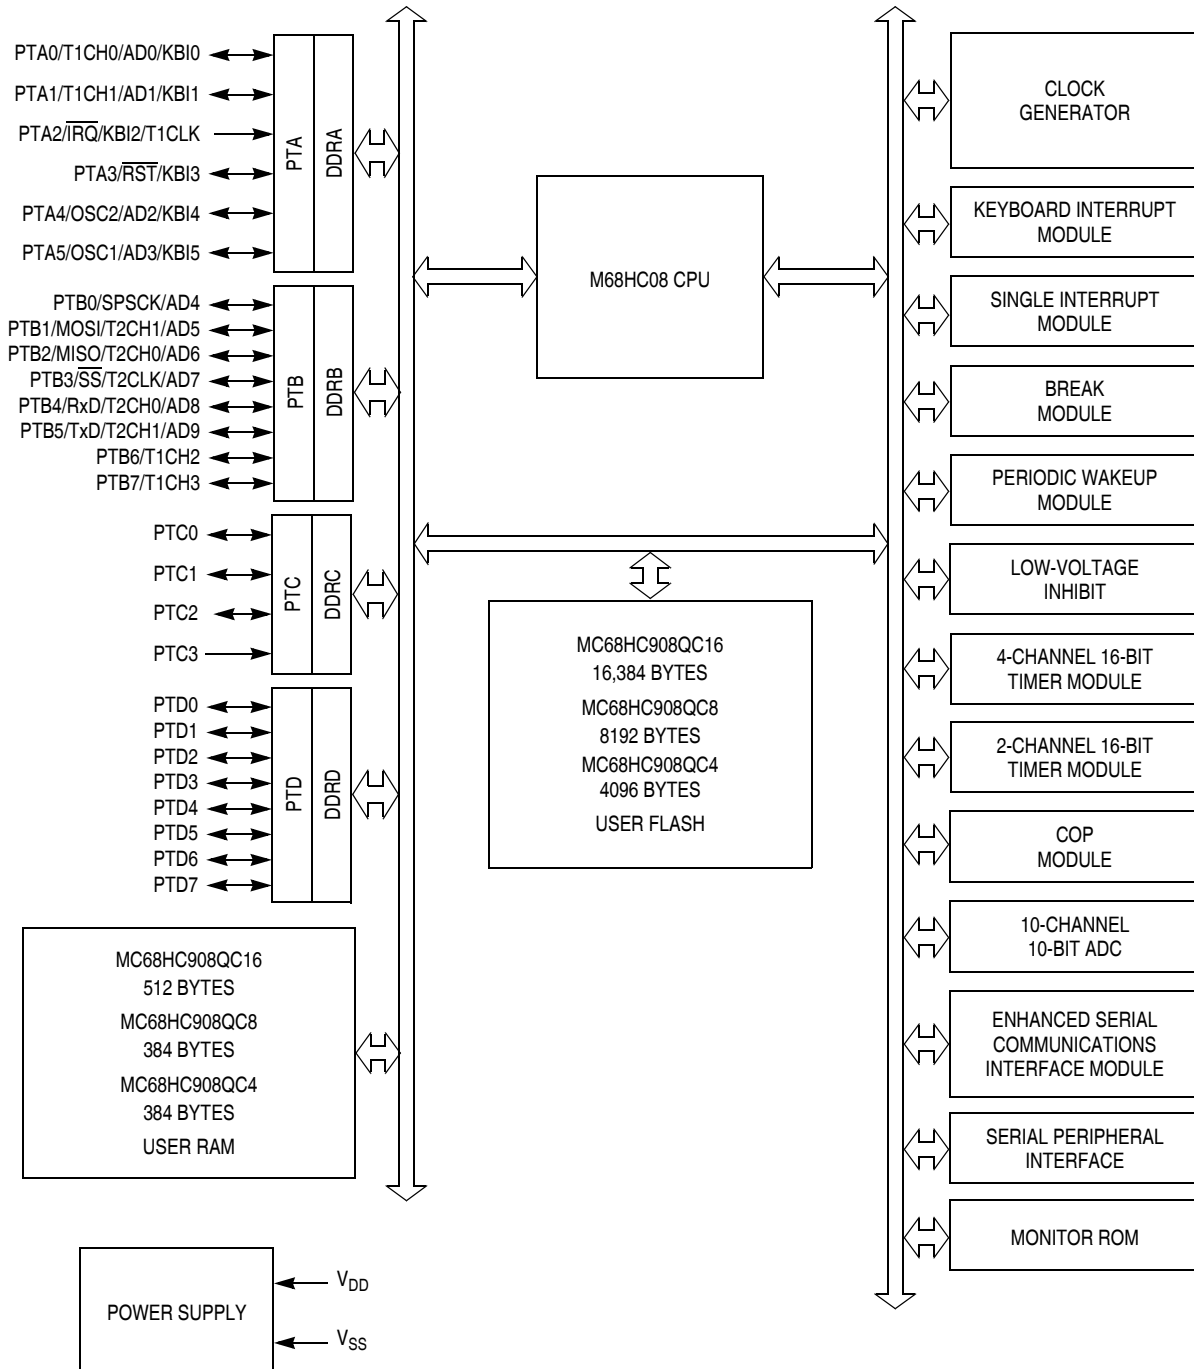 PTA0/T1CH0/AD0/KBI0
PTA1/T1CH1/AD1/KBI1
PTA2/IRQ/KBI2/T1CLK
PTA3/RST/KBI3
PTA4/OSC2/AD2/KBI4
PTA5/OSC1/AD3/KBI5
PTA
DDRA
PTB0/SPSCK/AD4
PTB1/MOSI/T2CH1/AD5
PTB2/MISO/T2CH0/AD6
PTB3/SS/T2CLK/AD7
PTB4/RxD/T2CH0/AD8
PTB5/TxD/T2CH1/AD9
PTB6/T1CH2
PTB7/T1CH3
PTB
DDRB
PTC0
PTC1
PTC2
PTC3
PTC
DDRC
PTD0
PTD1
PTD2
PTD3
PTD4
PTD5
PTD6
PTD7
PTD
DDRD
MC68HC908QC16
512 BYTES
MC68HC908QC8
384 BYTES
MC68HC908QC4
384 BYTES
USER RAM
POWER SUPPLY
VDD
VSS
M68HC08 CPU
MC68HC908QC16
16,384 BYTES
MC68HC908QC8
8192 BYTES
MC68HC908QC4
4096 BYTES
USER FLASH
CLOCK
GENERATOR
KEYBOARD INTERRUPT
MODULE
SINGLE INTERRUPT
MODULE
BREAK
MODULE
PERIODIC WAKEUP
MODULE
LOW-VOLTAGE
INHIBIT
4-CHANNEL 16-BIT
TIMER MODULE
2-CHANNEL 16-BIT
TIMER MODULE
COP
MODULE
10-CHANNEL
10-BIT ADC
ENHANCED SERIAL
COMMUNICATIONS
INTERFACE MODULE
SERIAL PERIPHERAL
INTERFACE
MONITOR ROM